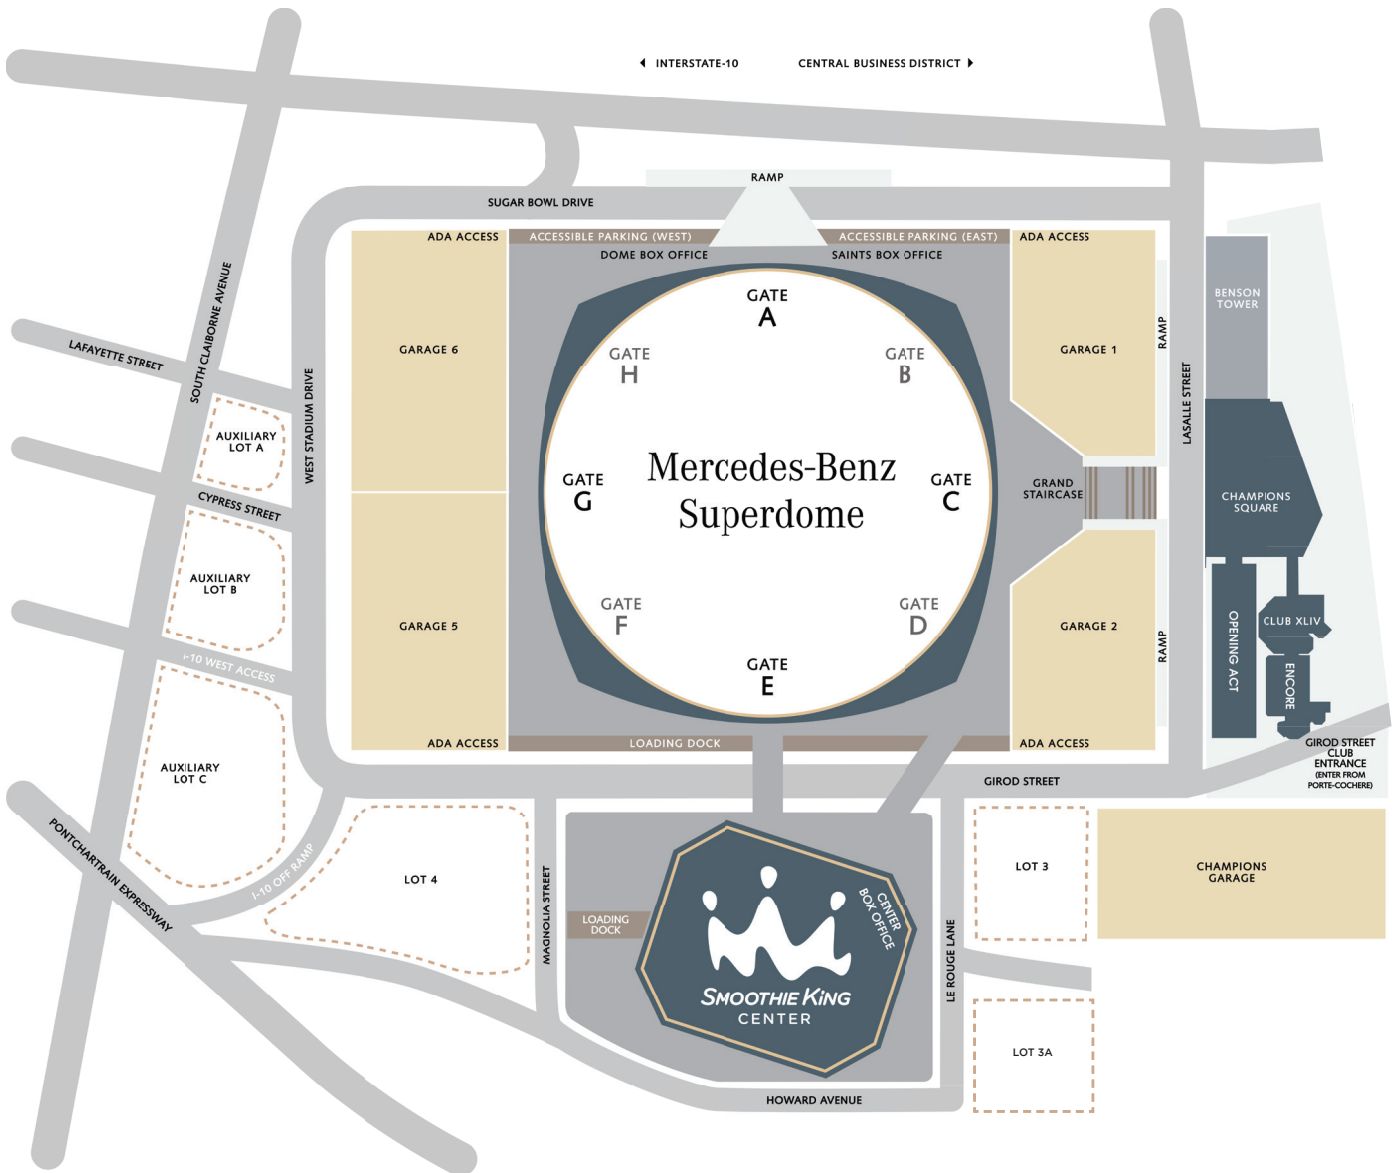 INTERSTATE-10
CENTRAL BUSINESS DISTRICT
RAMP
SUGAR BOWL DRIVE
ADA ACCESS
ACCESSIBLE PARKING (WEST)
ACCESSIBLE PARKING (EAST)
ADA ACCESS
DOME BOX OFFICE
SAINTS BOX OFFICE
SOUTH CLAIBORNE AVENUE
LAFAYETTE STREET
WEST STADIUM DRIVE
GARAGE 6
GATE
A
GATE
H
GATE
B
GARAGE 1
RAMP
LASALLE STREET
BENSON
TOWER
AUXILIARY
LOT A
CYPRESS STREET
GATE
G
Mercedes-Benz
Superdome
GATE
C
GRAND
STAIRCASE
CHAMPIONS
SQUARE
AUXILIARY
LOT B
GARAGE 5
GATE
F
GATE
D
GATE
E
GARAGE 2
RAMP
OPENING ACT
CLUB XLIV
ENCORE
I-10 WEST ACCESS
ADA ACCESS
LOADING DOCK
ADA ACCESS
GIROD STREET
CLUB
ENTRANCE
(ENTER FROM
PORTE-COCHERE)
AUXILIARY
LOT C
GIROD STREET
PONTCHARTRAIN EXPRESSWAY
I-10 OFF RAMP
LOT 4
MAGNOLIA STREET
LOADING
DOCK
CENTER
BOX OFFICE
SMOOTHIE KING
CENTER
LE ROUGE LANE
LOT 3
CHAMPIONS
GARAGE
LOT 3A
HOWARD AVENUE